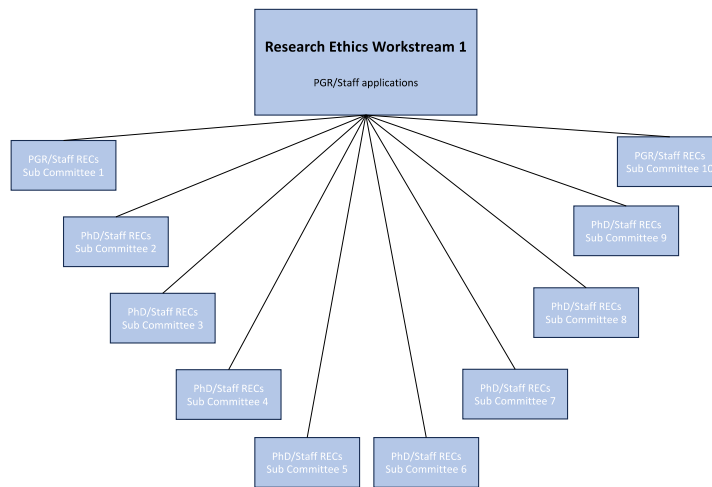 Research Ethics Workstream 1
PGR/Staff applications
PGR/Staff RECs
Sub Committee 1
PhD/Staff RECs
Sub Committee 2
PhD/Staff RECs
Sub Committee 3
PhD/Staff RECs
Sub Committee 4
PhD/Staff RECs
Sub Committee 5
PhD/Staff RECs
Sub Committee 6
PhD/Staff RECs
Sub Committee 7
PhD/Staff RECs
Sub Committee 8
PhD/Staff RECs
Sub Committee 9
PGR/Staff RECs
Sub Committee 10